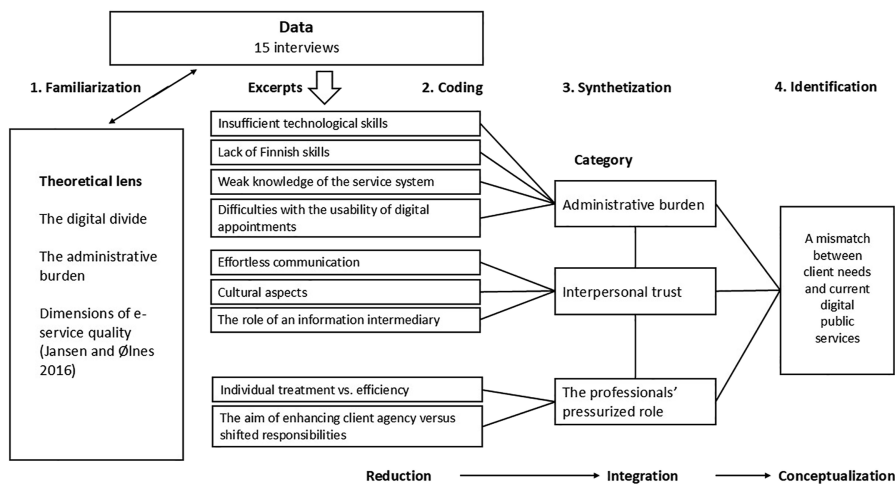 Data
15 interviews
1. Familiarization
Excerpts
2. Coding
3. Synthetization
4. Identification
Theoretical lens
The digital divide
The administrative
burden
Dimensions of e-
service quality
(Jansen and Ølnes
2016)
Insufficient technological skills
Lack of Finnish skills
Weak knowledge of the service system
Difficulties with the usability of digital
appointments
Effortless communication
Cultural aspects
The role of an information intermediary
Individual treatment vs. efficiency
The aim of enhancing client agency versus
shifted responsibilities
Category
Administrative burden
Interpersonal trust
The professionals’
pressurized role
A mismatch
between
client needs
and current
digital
public
services
Reduction
Integration
Conceptualization